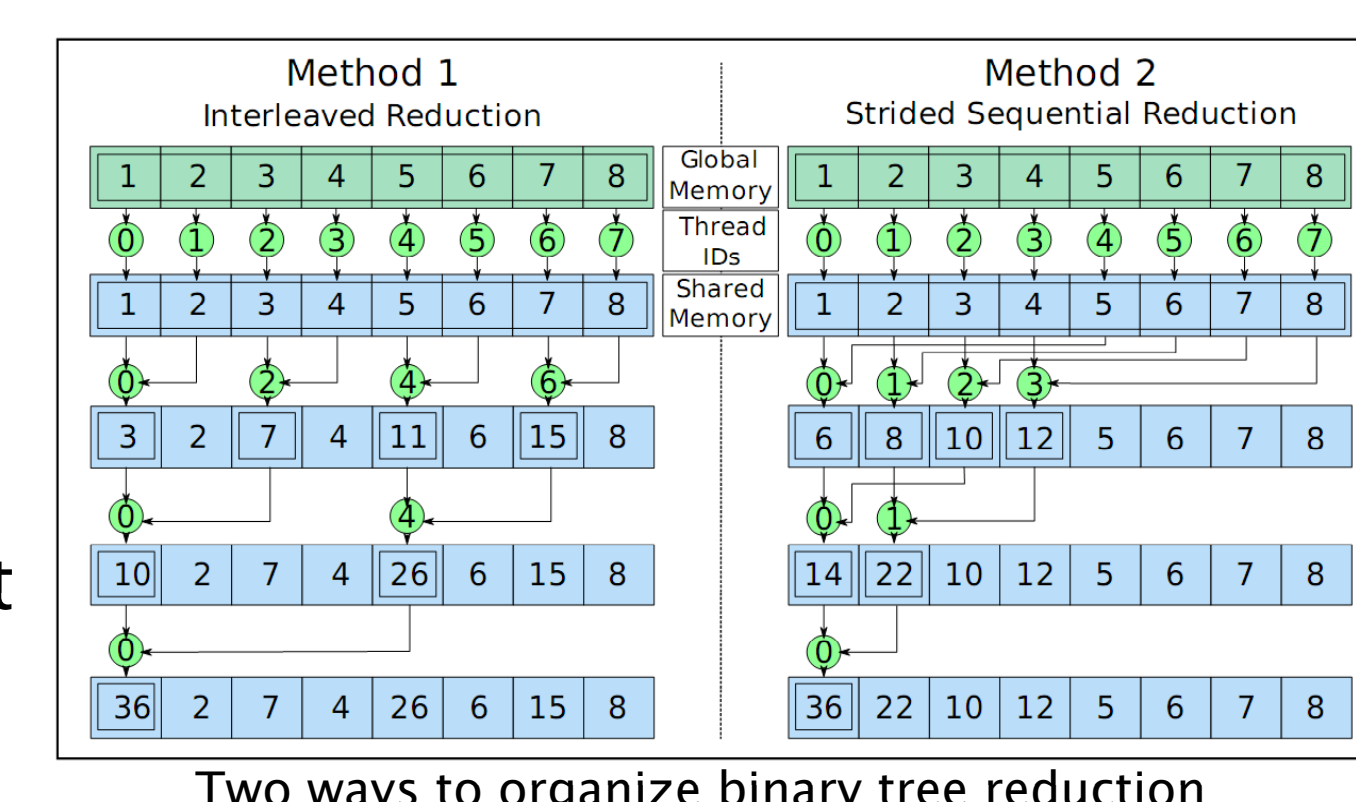 Method 1
Interleaved Reduction
1 2 3 4 5 6 7 8
0 1 2 3 4 5 6 7
1 2 3 4 5 6 7 8
0 2 4 6
3 2 7 4 11 6 15 8
0 4
10 2 7 4 26 6 15 8
0
36 2 7 4 26 6 15 8
Global
Memory
Thread
IDs
Shared
Memory
Method 2
Strided Sequential Reduction
1 2 3 4 5 6 7 8
0 1 2 3 4 5 6 7
1 2 3 4 5 6 7 8
0 1 2 3
6 8 10 12 5 6 7 8
0 1
14 22 10 12 5 6 7 8
0
36 22 10 12 5 6 7 8
t
Two ways to organize binary tree reduction